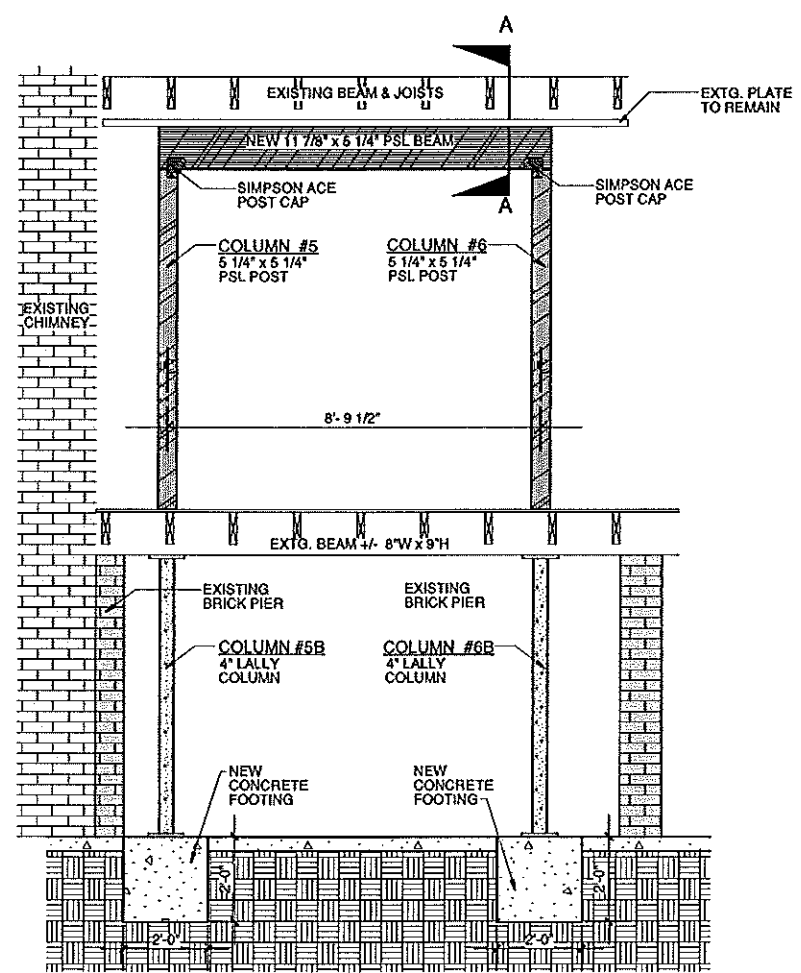 A
EXISTING BEAM & JOISTS
EXTG. PLATE
TO REMAIN
NEW 11 7/8" x 5 1/4" PSL BEAM
SIMPSON ACE
POST CAP
SIMPSON ACE
POST CAP
A
COLUMN #5
5 1/4" x 5 1/4"
PSL POST
COLUMN #6
5 1/4" x 5 1/4"
PSL POST
EXISTING
CHIMNEY
8'- 9 1/2"
EXTG. BEAM +/- 8"W x 9"H
EXISTING
BRICK PIER
EXISTING
BRICK PIER
COLUMN #5B
4" LALLY
COLUMN
COLUMN #6B
4" LALLY
COLUMN
NEW
CONCRETE
FOOTING
NEW
CONCRETE
FOOTING
2'-0"
2'-0"
2'-0"
2'-0"